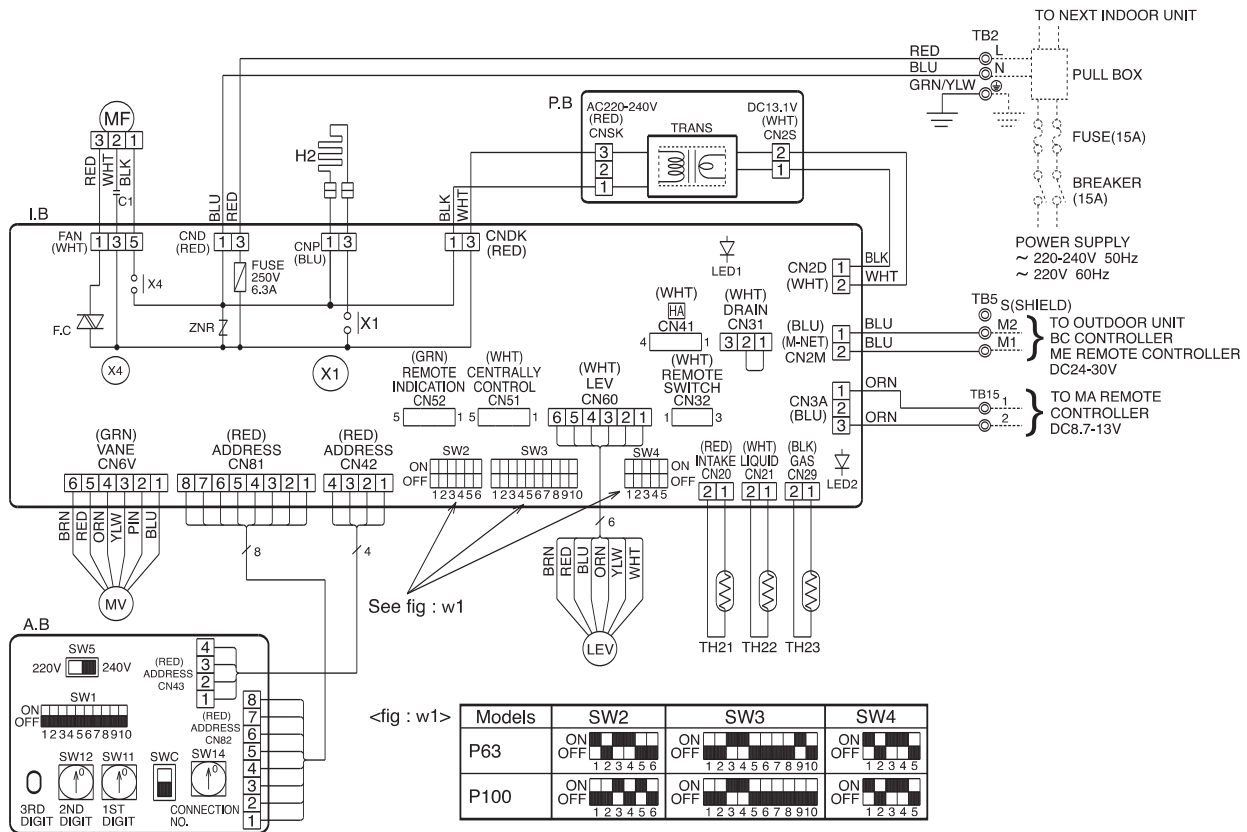 TO NEXT INDOOR UNIT
TB2
RED L
BLU N
GRN/YLW
PULL BOX
FUSE(15A)
BREAKER
(15A)
POWER SUPPLY
~ 220-240V 50Hz
~ 220V 60Hz
P.B
AC220-240V
(RED)
CNSK
3
2
1
TRANS
DC13.1V
(WHT)
CN2S
2
1
MF
3 2 1
RED
WHT
BLK
C1
H2
BLU
RED
BLK
WHT
I.B
FAN
(WHT)
1 3 5
CND
(RED)
1 3
CNP
(BLU)
1 3
1 3
CNDK
(RED)
X4
FUSE
250V
6.3A
X1
F.C
ZNR
X4
X1
LED1
CN2D
(WHT)
1
2
BLK
WHT
(WHT)
HA
CN41
4 1
(WHT)
DRAIN
CN31
3 2 1
(BLU)
(M-NET)
CN2M
1
2
BLU
BLU
TB5
S(SHIELD)
M2
M1
TO OUTDOOR UNIT
BC CONTROLLER
ME REMOTE CONTROLLER
DC24-30V
(GRN)
REMOTE
INDICATION
CN52
5 1
(WHT)
CENTRALLY
CONTROL
CN51
5 1
(WHT)
LEV
CN60
6 5 4 3 2 1
(WHT)
REMOTE
SWITCH
CN32
1 3
CN3A
(BLU)
1
2
3
ORN
ORN
TB15
1
2
TO MA REMOTE
CONTROLLER
DC8.7-13V
(GRN)
VANE
CN6V
6 5 4 3 2 1
(RED)
ADDRESS
CN81
8 7 6 5 4 3 2 1
(RED)
ADDRESS
CN42
4 3 2 1
SW2
ON
OFF
1 2 3 4 5 6
SW3
1 2 3 4 5 6 7 8 9 10
SW4
ON
OFF
1 2 3 4 5
(RED)
INTAKE
CN20
2 1
(WHT)
LIQUID
CN21
2 1
(BLK)
GAS
CN29
2 1
LED2
BRN
RED
ORN
YLW
PIN
BLU
MV
8
4
6
See fig : w1
BRN
RED
BLU
ORN
YLW
WHT
LEV
TH21
TH22
TH23
A.B
SW5
220V 240V
(RED)
ADDRESS
CN43
4
3
2
1
SW1
ON
OFF
1 2 3 4 5 6 7 8 9 10
(RED)
ADDRESS
CN82
8
7
6
5
4
3
2
1
SW12
0
SW11
0
SWC
SW14
0
3RD
DIGIT
2ND
DIGIT
1ST
DIGIT
CONNECTION
NO.
<fig : w1>
Models SW2 SW3 SW4
P63
ON
OFF
1 2 3 4 5 6
ON
OFF
1 2 3 4 5 6 7 8 9 10
ON
OFF
1 2 3 4 5
P100
ON
OFF
1 2 3 4 5 6
ON
OFF
1 2 3 4 5 6 7 8 9 10
ON
OFF
1 2 3 4 5